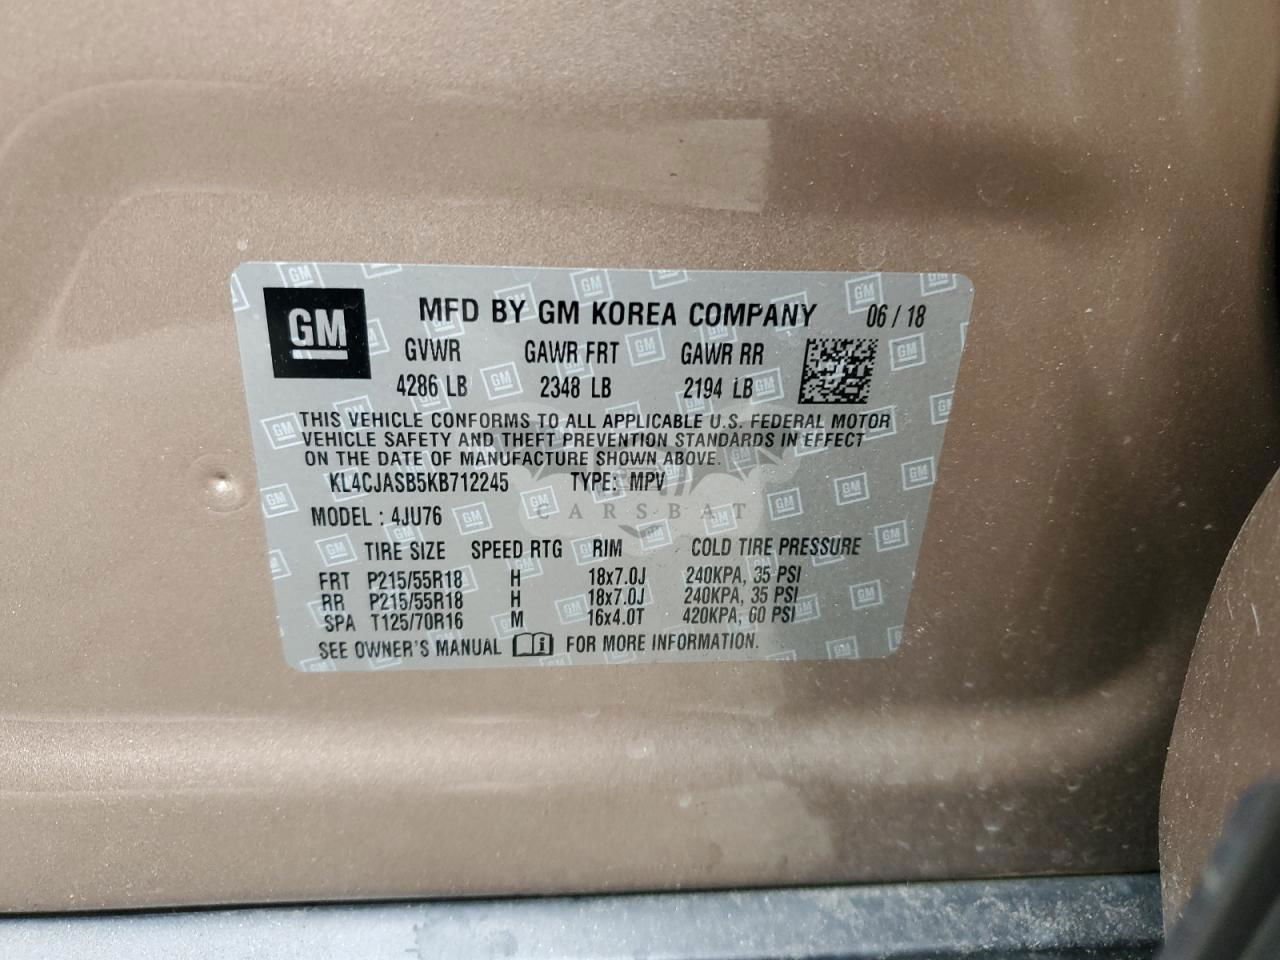 GM MFD BY GM KOREA COMPANY 06/18
GVWR GAWR FRT GAWR RR
4286 LB 2348 LB 2194 LB
THIS VEHICLE CONFORMS TO ALL APPLICABLE U.S. FEDERAL MOTOR
VEHICLE SAFETY AND THEFT PREVENTION STANDARDS IN EFFECT
ON THE DATE OF MANUFACTURE SHOWN ABOVE.
KL4CJASB5KB712245 TYPE: MPV
CARSBAT
MODEL : 4JU76
TIRE SIZE SPEED RTG RIM COLD TIRE PRESSURE
FRT P215/55R18 H 18x7.0J 240KPA, 35 PSI
RR P215/55R18 H 18x7.0J 240KPA, 35 PSI
SPA T125/70R16 M 16x4.0T 420KPA, 60 PSI
SEE OWNER'S MANUAL FOR MORE INFORMATION.